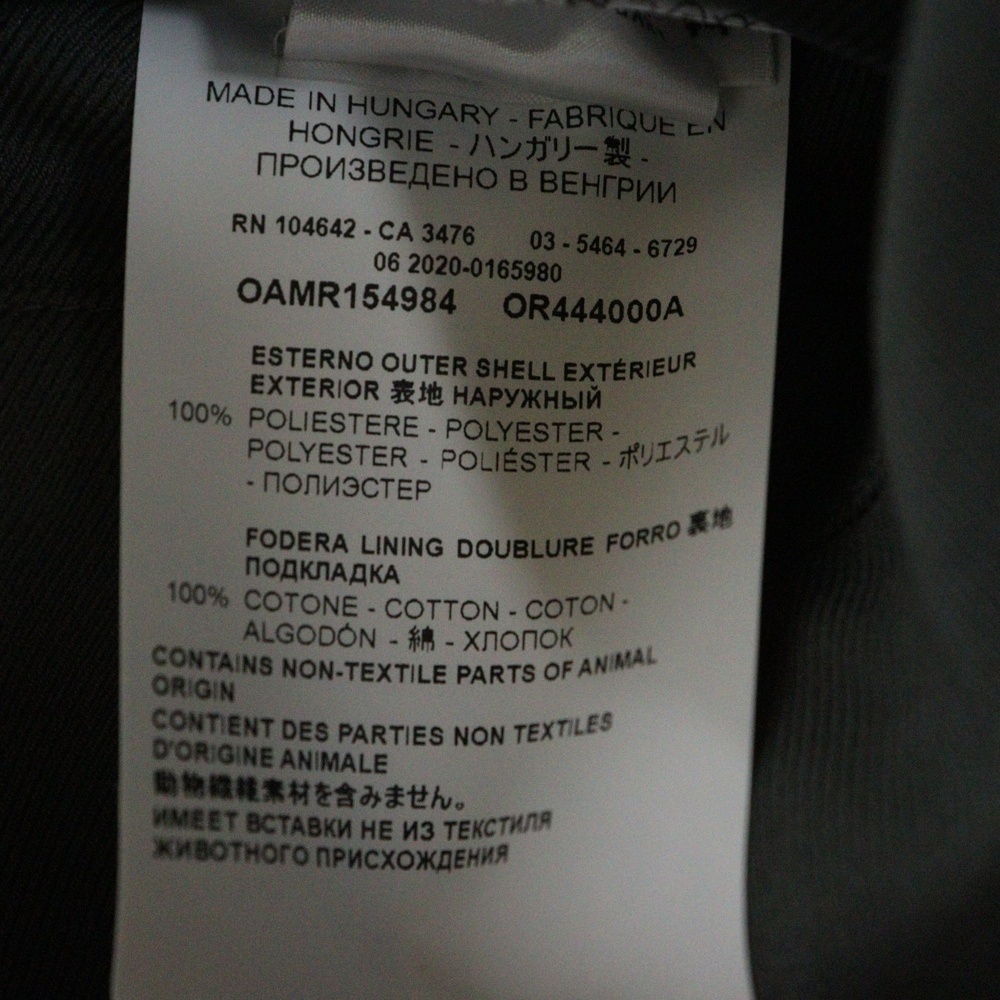 MADE IN HUNGARY - FABRIQUE EN
HONGRIE - ハンガリー製 -
ПРОИЗВЕДЕНО В ВЕНГРИИ
RN 104642 - CA 3476 03 - 5464 - 6729
06 2020-0165980
OAMR154984 OR444000A
ESTERNO OUTER SHELL EXTÉRIEUR
EXTERIOR 表地 НАРУЖНЫЙ
100% POLIESTERE - POLYESTER -
POLYESTER - POLIÉSTER - ポリエステル
- ПОЛИЭСТЕР
FODERA LINING DOUBLURE FORRO 裏地
ПОДКЛАДКА
100% COTONE - COTTON - COTON -
ALGODÓN - 綿 - ХЛОПОК
CONTAINS NON-TEXTILE PARTS OF ANIMAL
ORIGIN
CONTIENT DES PARTIES NON TEXTILES
D'ORIGINE ANIMALE
動物繊維素材を含みません。
ИМЕЕТ ВСТАВКИ НЕ ИЗ ТЕКСТИЛЯ
ЖИВОТНОГО ПРИСХОЖДЕНИЯ